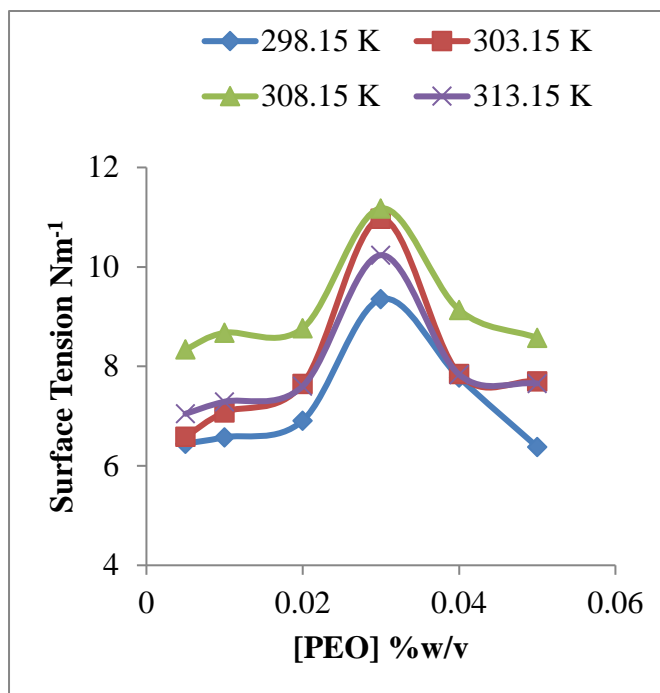 298.15 K 303.15 K
308.15 K 313.15 K
12
10
8
6
4
Surface Tension Nm⁻¹
0 0.02 0.04 0.06
[PEO] %w/v